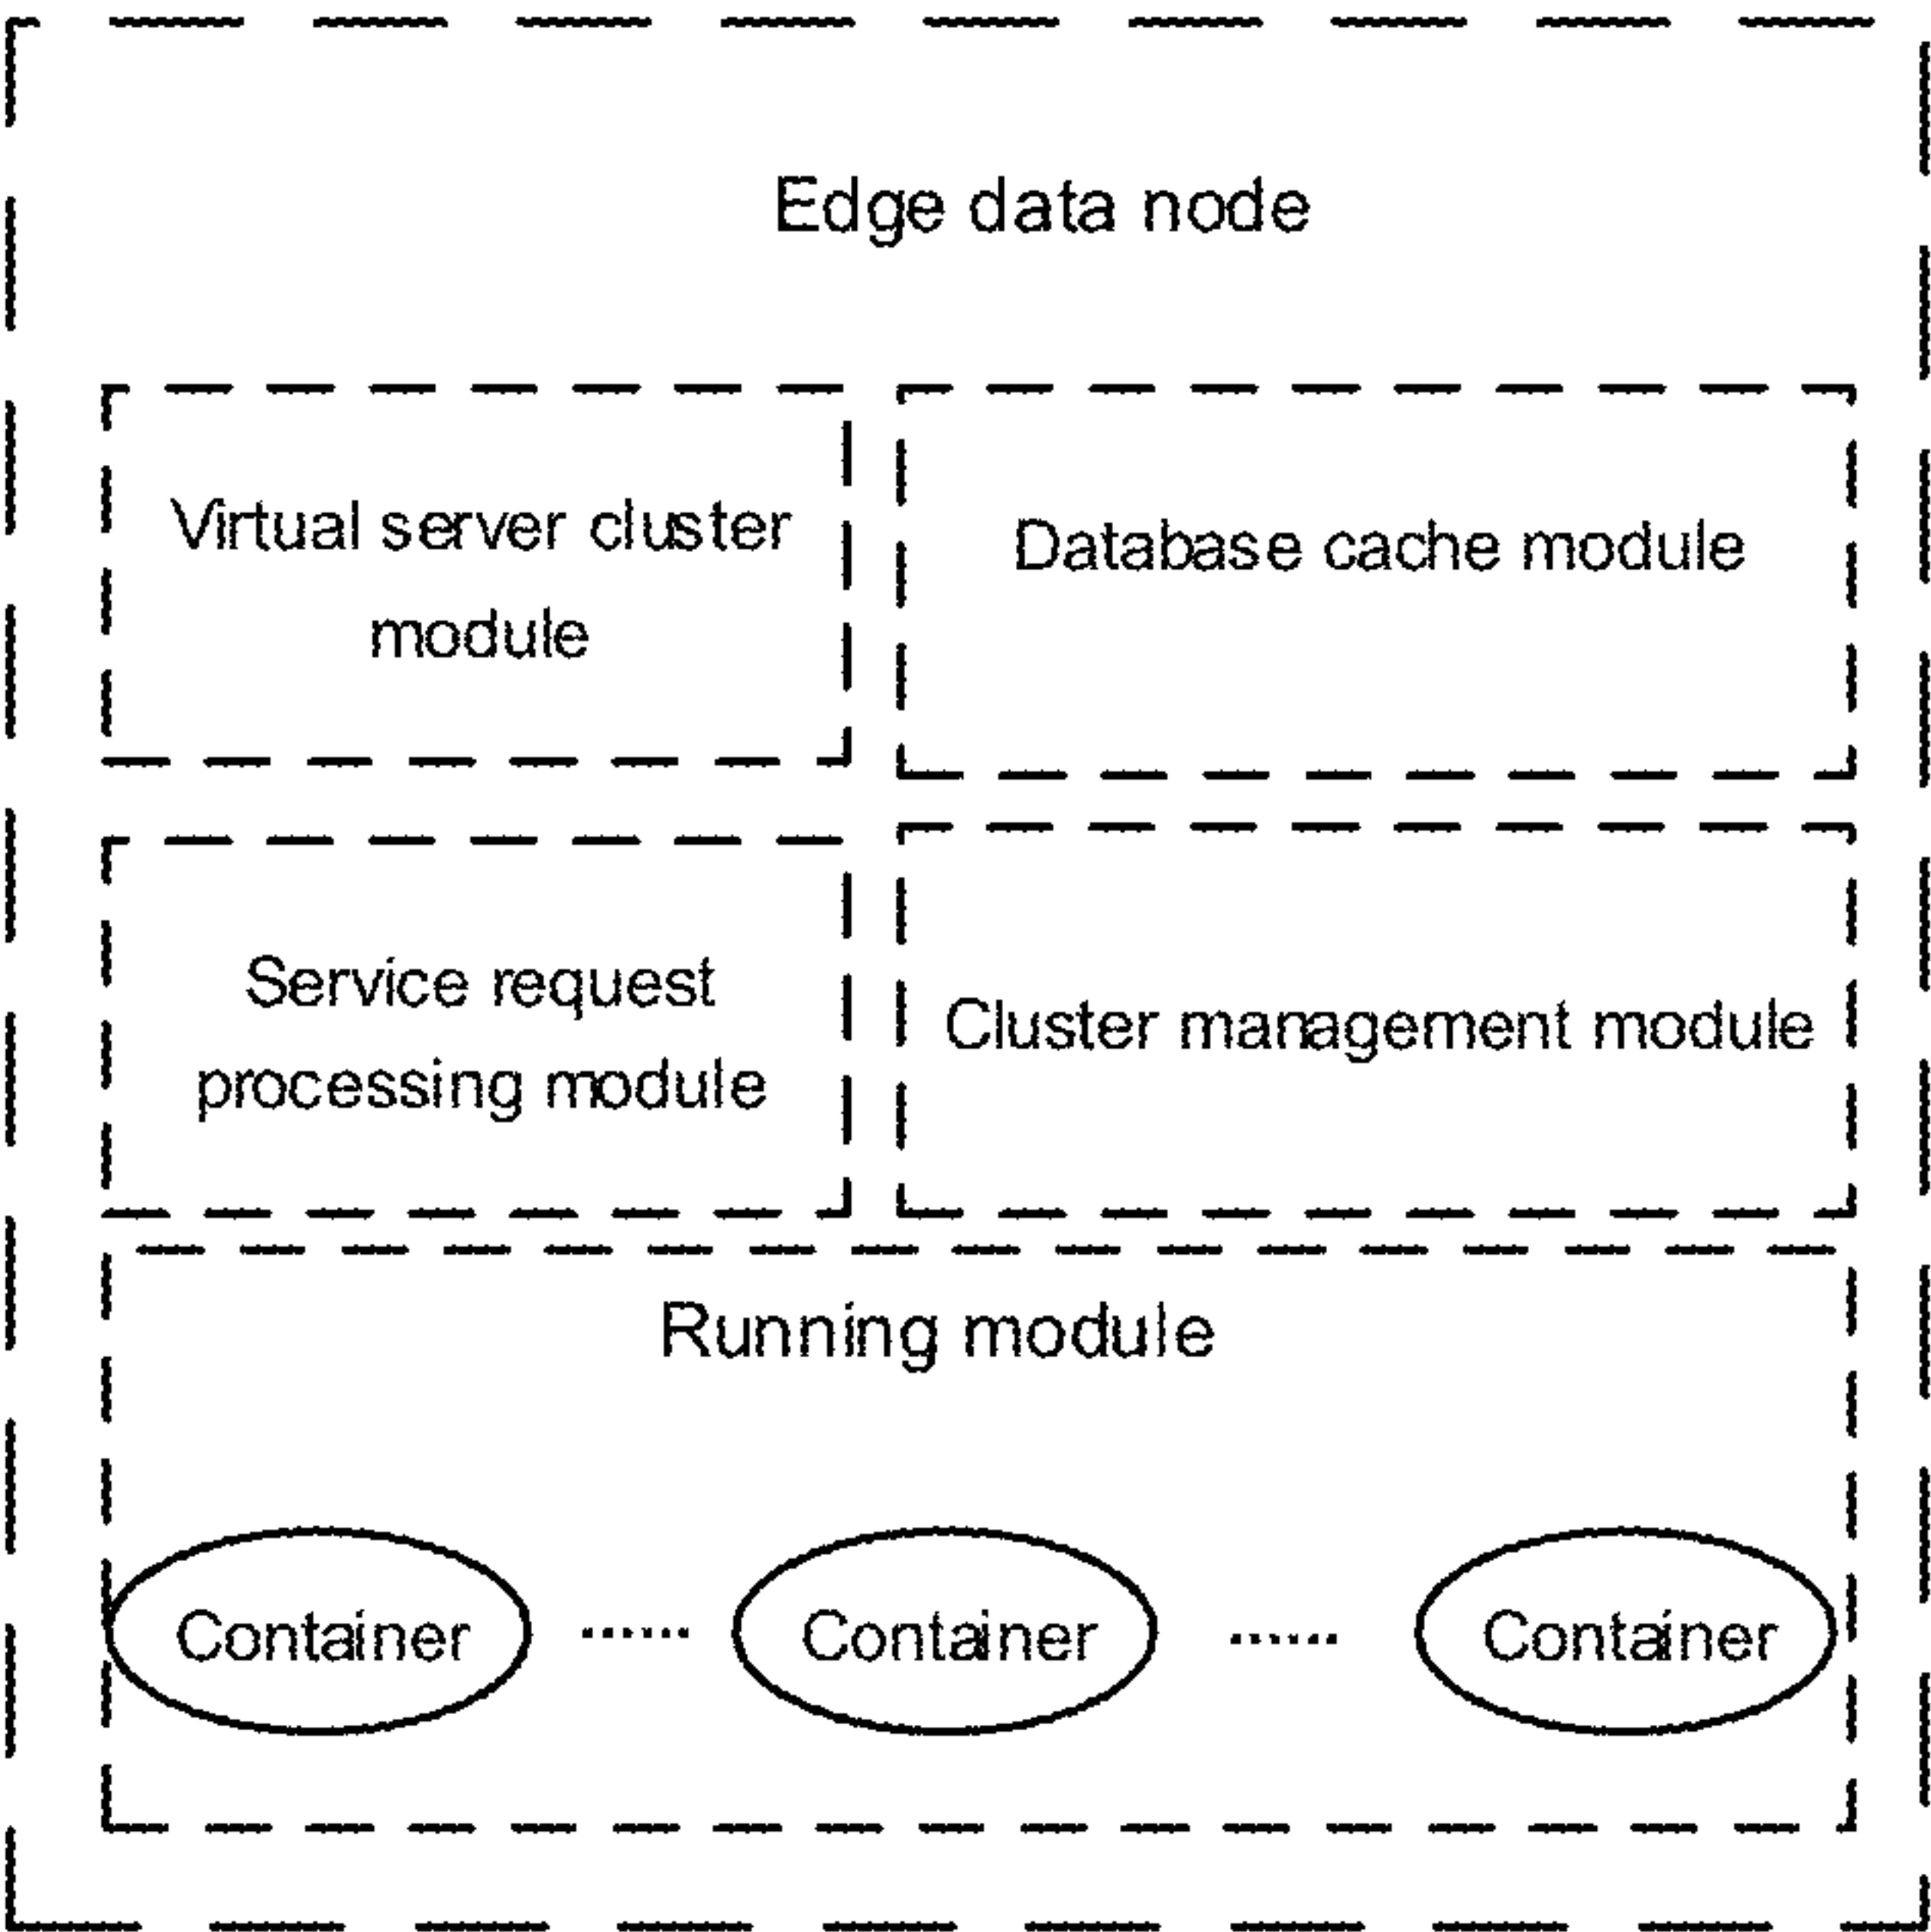 Edge data node
Virtual server cluster
module
Database cache module
Service request
processing module
Cluster management module
Running module
Container ...... Container ...... Container